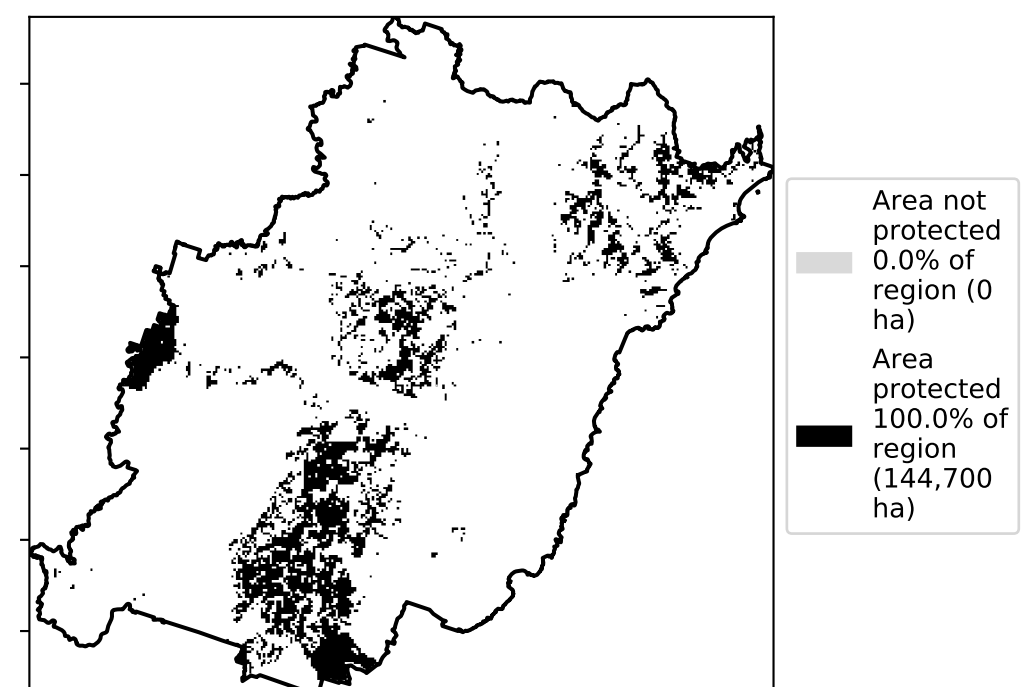 Area not
protected
0.0% of
region (0
ha)
Area
protected
100.0% of
region
(144,700
ha)